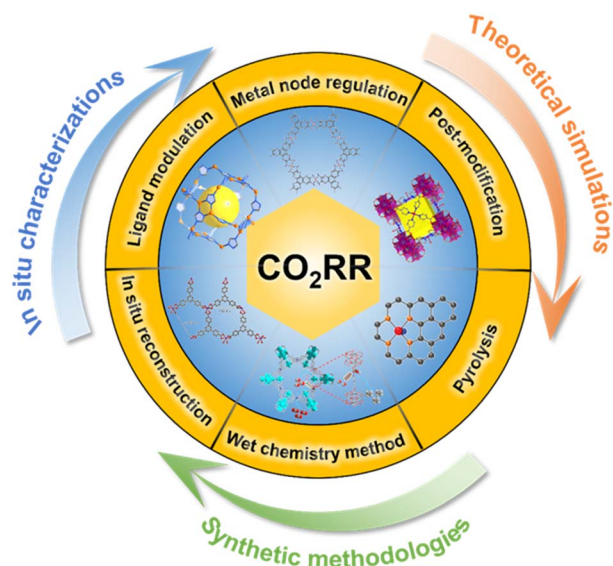 In situ characterizations
Theoretical simulations
Synthetic methodologies
Metal node regulation
Post-modification
Pyrolysis
Wet chemistry method
In situ reconstruction
Ligand modulation
CO₂RR